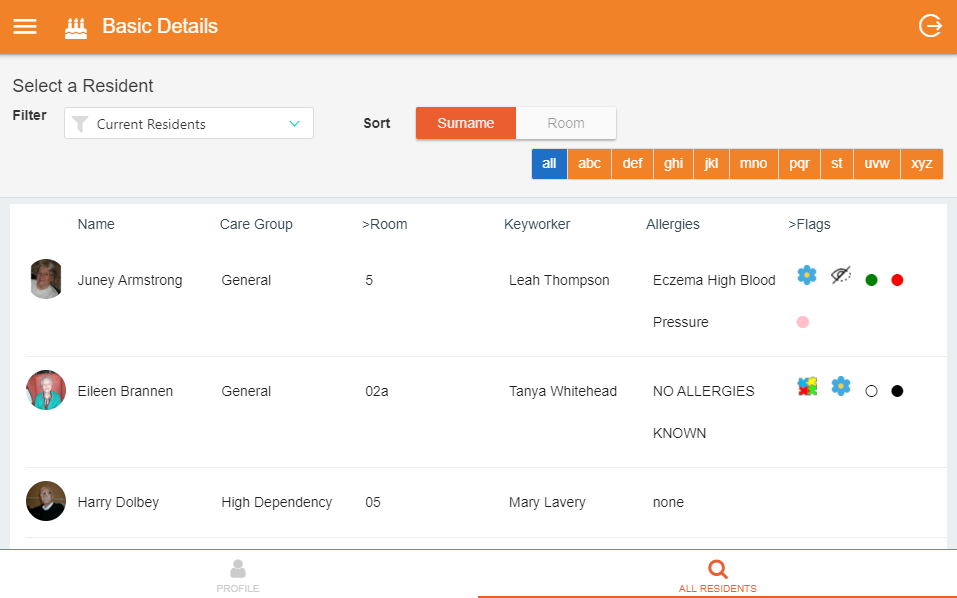 Basic Details
Select a Resident
Filter
Current Residents
Sort
Surname
Room
all abc def ghi jkl mno pqr st uvw xyz
Name Care Group >Room Keyworker Allergies >Flags
Juney Armstrong General 5 Leah Thompson Eczema High Blood
Pressure
Eileen Brannen General 02a Tanya Whitehead NO ALLERGIES
KNOWN
Harry Dolbey High Dependency 05 Mary Lavery none
PROFILE
ALL RESIDENTS